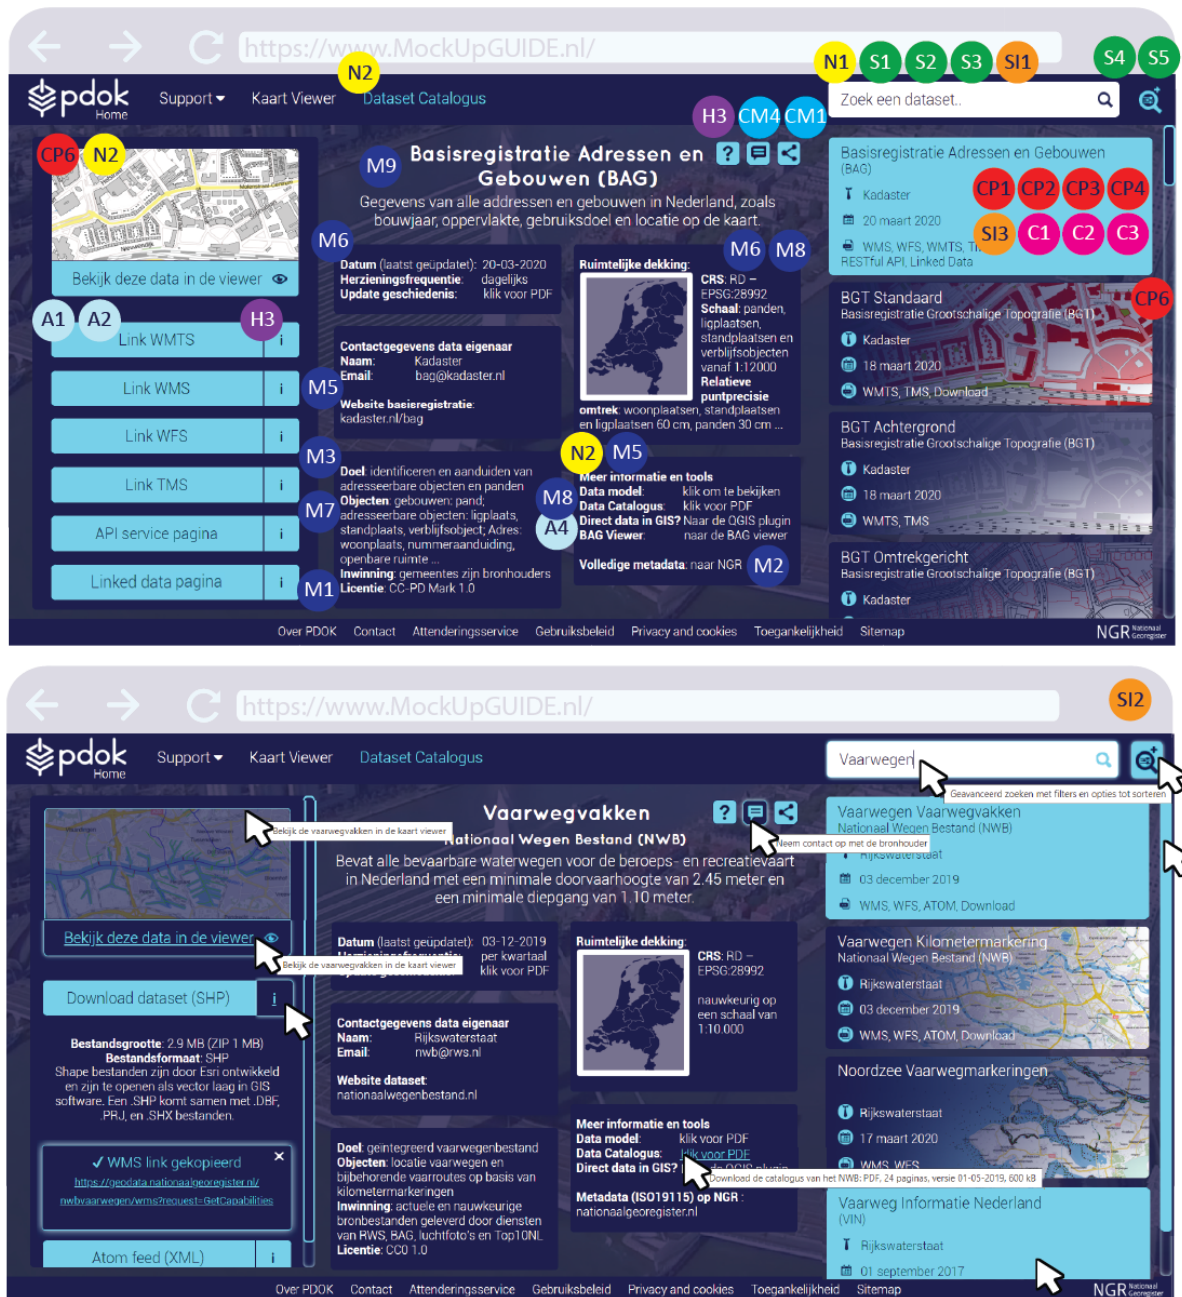 https://www.MockUpGUIDE.nl/
N2
N1 S1 S2 S3 SI1 S4 S5
pdok
Home
Support
Kaart Viewer
Dataset Catalogus
Zoek een dataset..
H3 CM4 CM1
CP6 N2
Molenstraat-Centrum
Nieuwendijk
Bekijk deze data in de viewer
A1 A2 H3
Link WMTS i
Link WMS i
Link WFS i
Link TMS i
API service pagina i
Linked data pagina i
M9
Basisregistratie Adressen en
Gebouwen (BAG)
?
Gegevens van alle addressen en gebouwen in Nederland, zoals
bouwjaar, oppervlakte, gebruiksdoel en locatie op de kaart.
M6
Datum (laatst geüpdatet): 20-03-2020
Herzieningsfrequentie: dagelijks
Update geschiedenis: klik voor PDF
Contactgegevens data eigenaar
Naam: Kadaster
Email: bag@kadaster.nl
M5
Website basisregistratie:
kadaster.nl/bag
M3
Doel: identificeren en aanduiden van
adresseerbare objecten en panden
Objecten: gebouwen: pand;
M7
adresseerbare objecten: ligplaats,
standplaats, verblijfsobject; Adres:
woonplaats, nummeraanduiding,
openbare ruimte ...
Inwinning: gemeentes zijn bronhouders
M1
Licentie: CC-PD Mark 1.0
M6 M8
Ruimtelijke dekking:
CRS: RD –
EPSG:28992
Schaal: panden,
ligplaatsen,
standplaatsen en
verblijfsobjecten
vanaf 1:12000
Relatieve
puntprecisie
omtrek: woonplaatsen, standplaatsen
en ligplaatsen 60 cm, panden 30 cm ...
N2 M5
Meer informatie en tools
M8
Data model: klik om te bekijken
Data Catalogus: klik voor PDF
A4
Direct data in GIS? Naar de QGIS plugin
BAG Viewer: naar de BAG viewer
Volledige metadata: naar NGR M2
Basisregistratie Adressen en Gebouwen
(BAG)
Kadaster
CP1 CP2 CP3 CP4
20 maart 2020
SI3 C1 C2 C3
WMS, WFS, WMTS,
RESTful API, Linked Data
BGT Standaard
CP6
Basisregistratie Grootschalige Topografie (BGT)
Kadaster
18 maart 2020
WMTS, TMS, Download
BGT Achtergrond
Basisregistratie Grootschalige Topografie (BGT)
Kadaster
18 maart 2020
WMTS, TMS
BGT Omtrekgericht
Basisregistratie Grootschalige Topografie (BGT)
Kadaster
Over PDOK Contact Attenderingsservice Gebruiksbeleid Privacy and cookies Toegankelijkheid Sitemap
NGR Nationaal
Georegister
https://www.MockUpGUIDE.nl/
SI2
pdok
Home
Support
Kaart Viewer
Dataset Catalogus
Vaarwegen
Geavanceerd zoeken met filters en opties tot sorteren
Bekijk de vaarwegvakken in de kaart viewer
Bekijk deze data in de viewer
Bekijk de vaarwegvakken in de kaart viewer
Download dataset (SHP) i
Bestandsgrootte: 2.9 MB (ZIP 1 MB)
Bestandsformaat: SHP
Shape bestanden zijn door Esri ontwikkeld
en zijn te openen als vector laag in GIS
software. Een .SHP komt samen met .DBF,
.PRJ, en .SHX bestanden.
✓ WMS link gekopieerd ×
https://geodata.nationaalgeoregister.nl/
nwbvaarwegen/wms?request=GetCapabilities
Atom feed (XML) i
Vaarwegvakken
?
Nationaal Wegen Bestand (NWB)
Neem contact op met de bronhouder
Bevat alle bevaarbare waterwegen voor de beroeps- en recreatievaart
in Nederland met een minimale doorvaarhoogte van 2.45 meter en
een minimale diepgang van 1.10 meter.
Datum (laatst geüpdatet): 03-12-2019
per kwartaal
klik voor PDF
Contactgegevens data eigenaar
Naam: Rijkswaterstaat
Email: nwb@rws.nl
Website dataset:
nationaalwegenbestand.nl
Doel: geïntegreerd vaarwegenbestand
Objecten: locatie vaarwegen en
bijbehorende vaarroutes op basis van
kilometermarkeringen
Inwinning: actuele en nauwkeurige
bronbestanden geleverd door diensten
van RWS, BAG, luchtfoto's en Top10NL
Licentie: CC0 1.0
Ruimtelijke dekking:
CRS: RD –
EPSG:28992
nauwkeurig op
een schaal van
1:10.000
Meer informatie en tools
Data model: klik voor PDF
Data Catalogus: klik voor PDF
Direct data in GIS? de QGIS plugin
Download de catalogus van het NWB: PDF, 24 paginas, versie 01-05-2019, 600 kB
Metadata (ISO19115) op NGR :
nationaalgeoregister.nl
Vaarwegen Vaarwegvakken
Nationaal Wegen Bestand (NWB)
Rijkswaterstaat
03 december 2019
WMS, WFS, ATOM, Download
Vaarwegen Kilometermarkering
Nationaal Wegen Bestand (NWB)
Rijkswaterstaat
03 december 2019
WMS, WFS, ATOM, Download
Noordzee Vaarwegmarkeringen
Rijkswaterstaat
17 maart 2020
WMS, WFS
Vaarweg Informatie Nederland
(VIN)
Rijkswaterstaat
01 september 2017
Over PDOK Contact Attenderingsservice Gebruiksbeleid Privacy and cookies Toegankelijkheid Sitemap
NGR Nationaal
Georegister